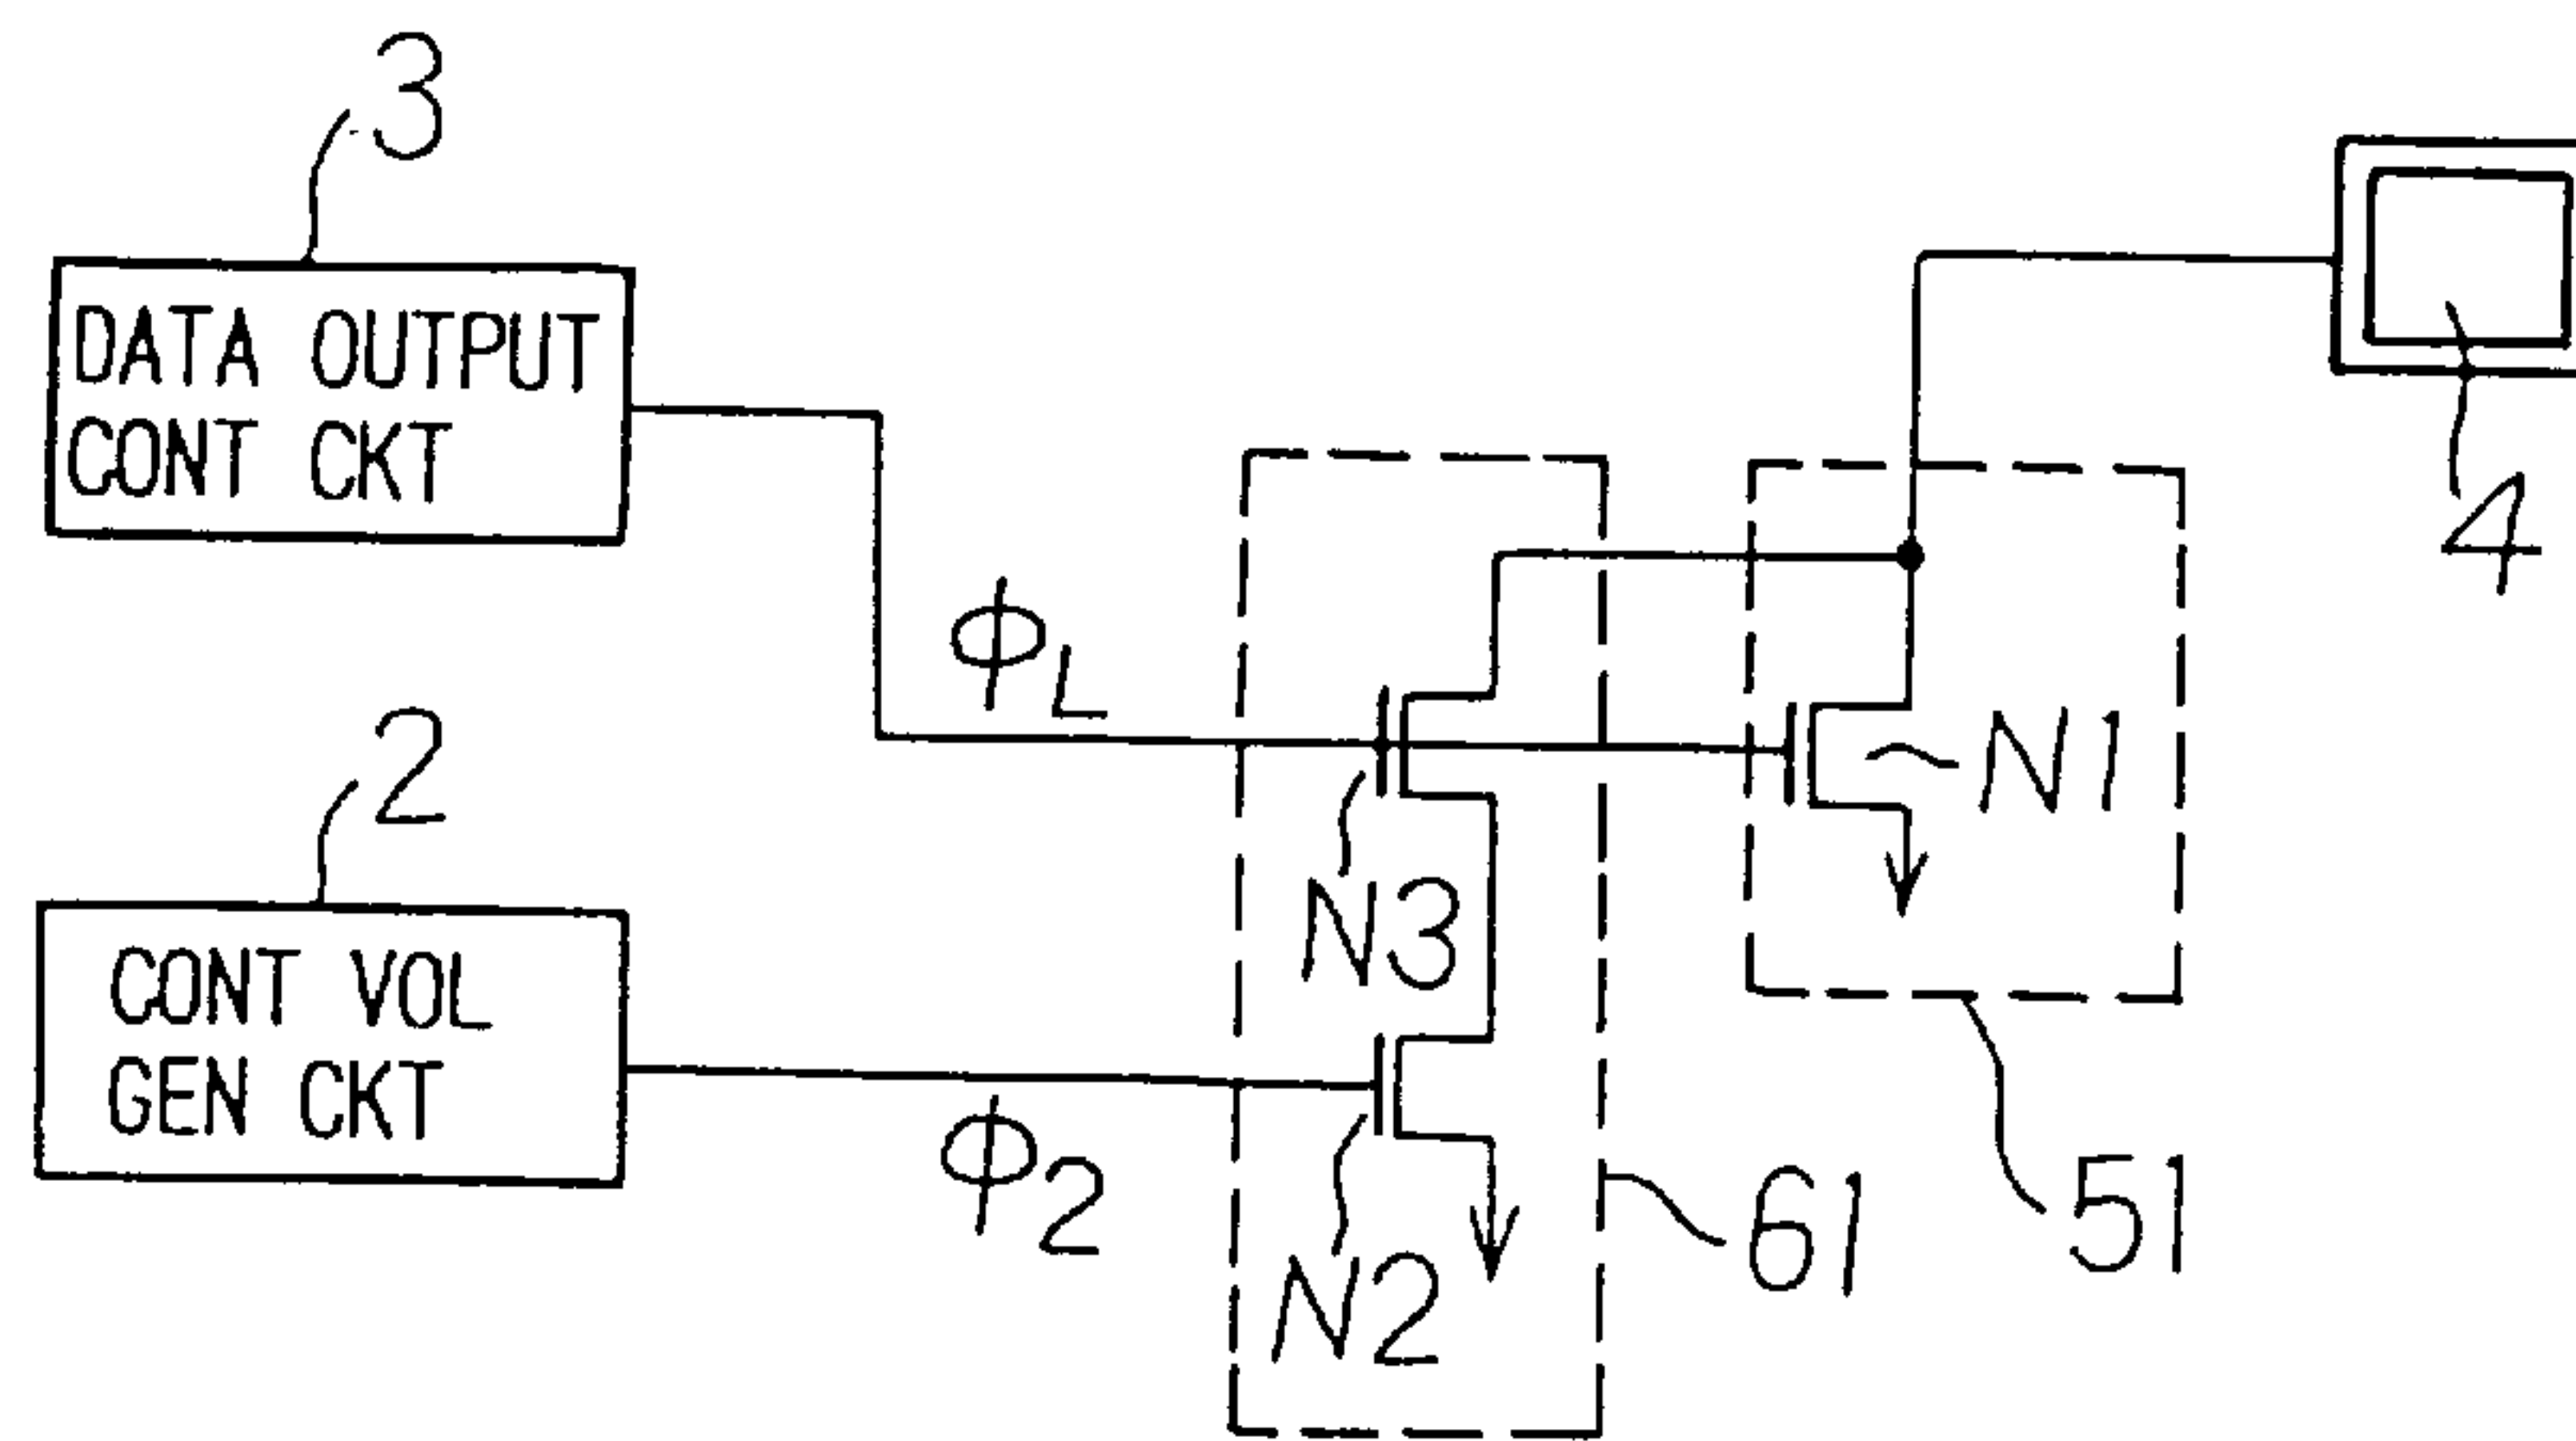 3
DATA OUTPUT
CONT CKT
4
ϕL
N1
2
N3
CONT VOL
GEN CKT
ϕ2
N2
61
51